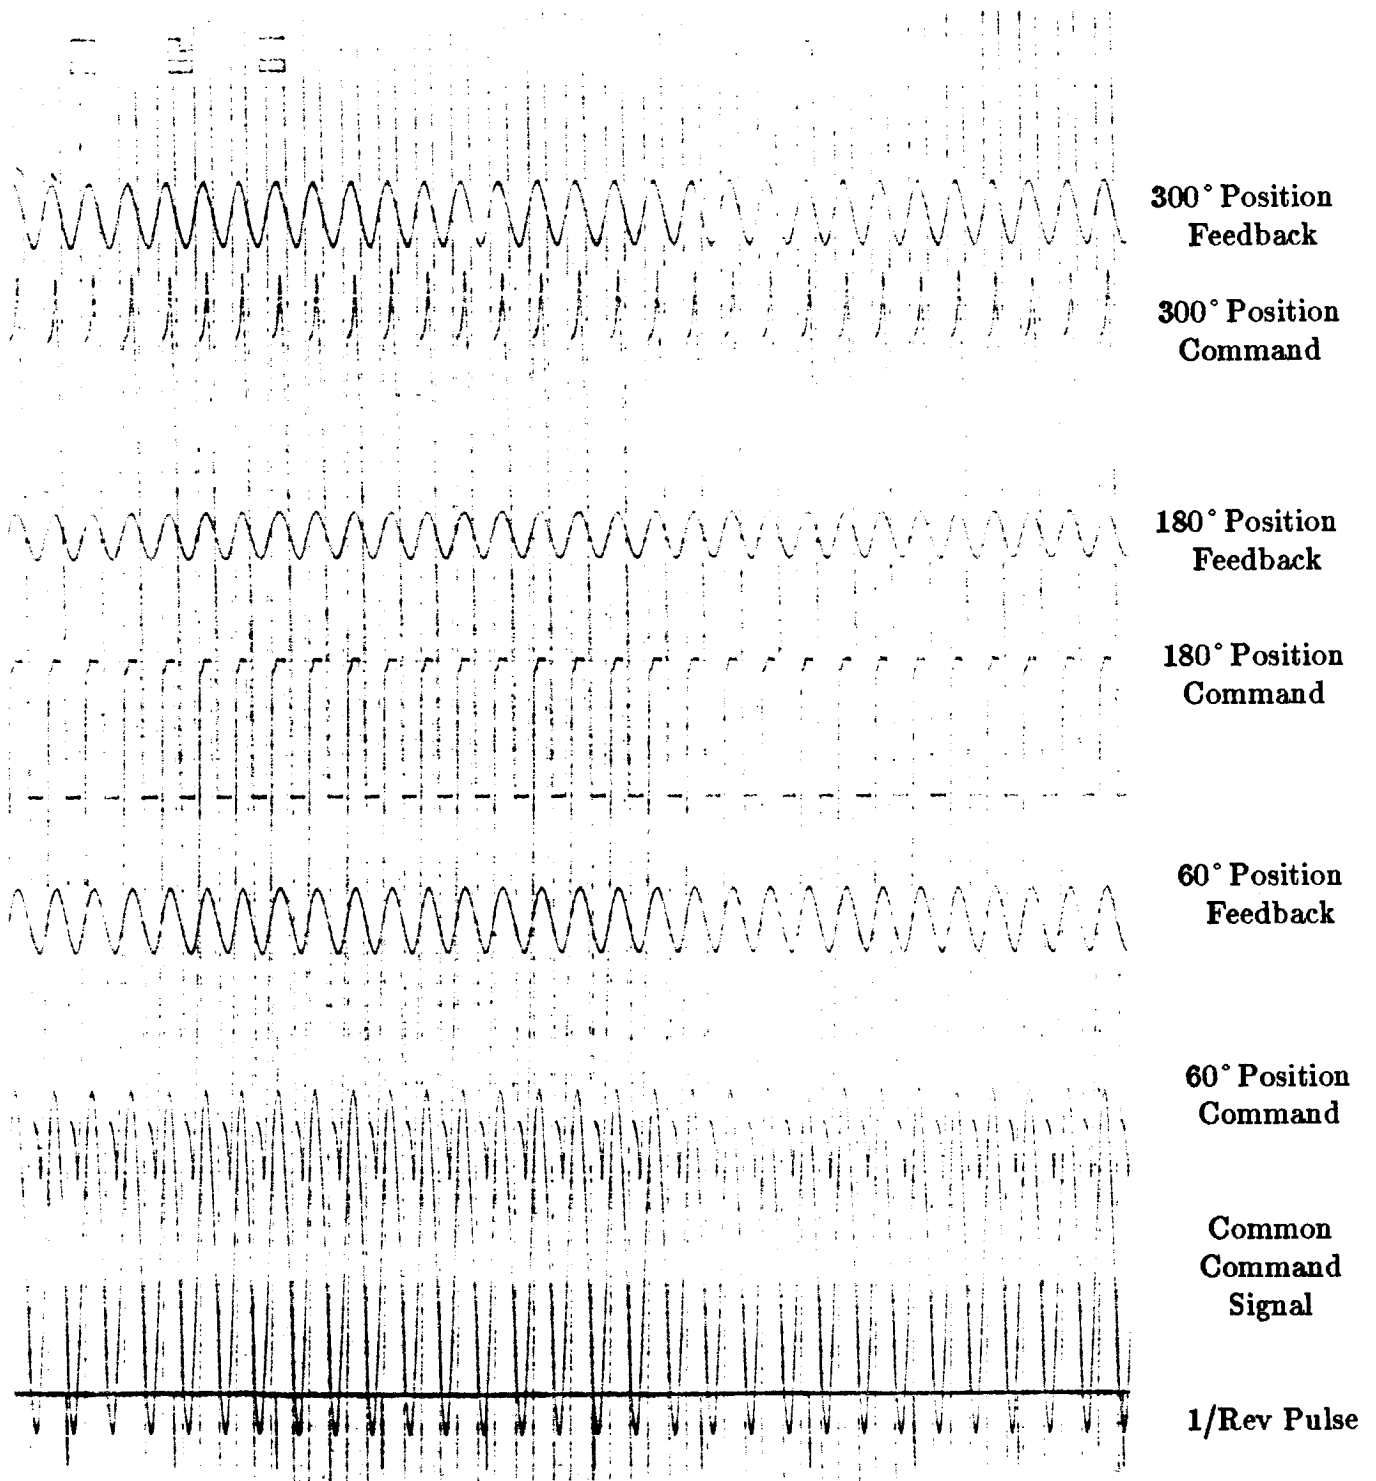 300° Position
Feedback
300° Position
Command
180° Position
Feedback
180° Position
Command
60° Position
Feedback
60° Position
Command
Common
Command
Signal
1/Rev Pulse